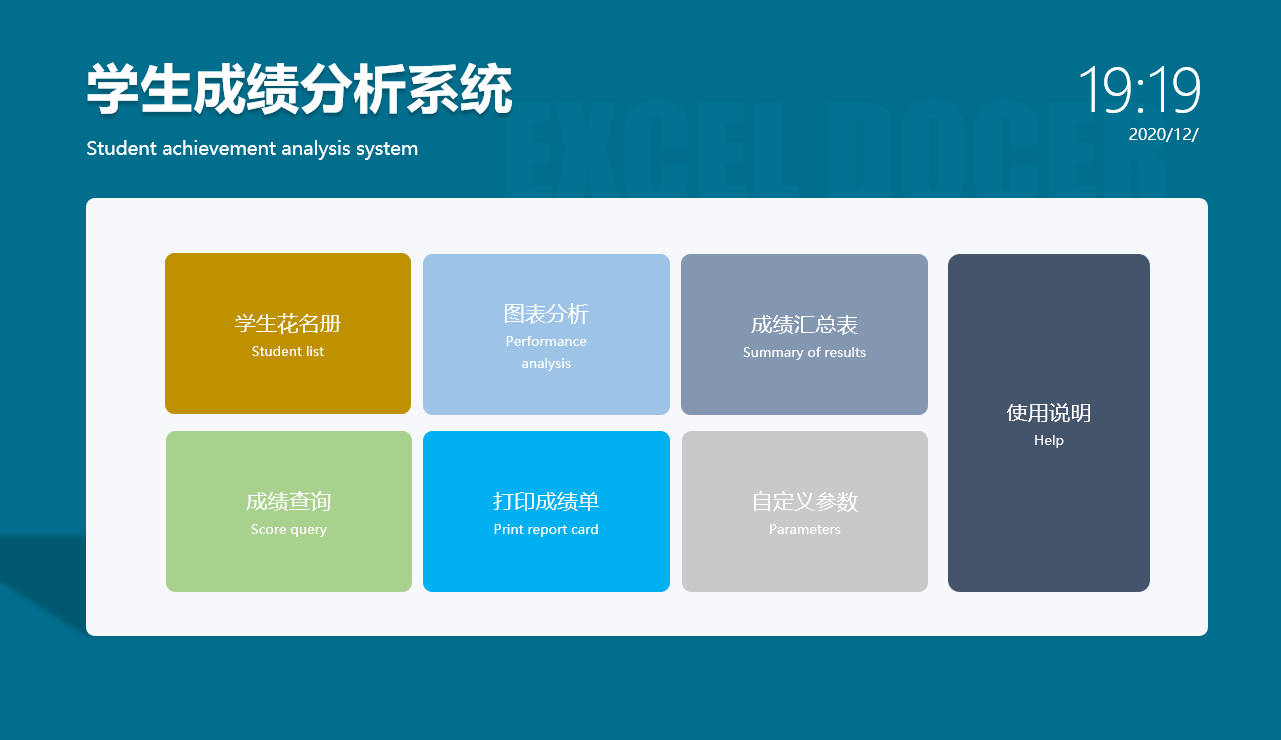 学生成绩分析系统
Student achievement analysis system
19:19
2020/12/
EXCEL DOCER
学生花名册
Student list
图表分析
Performance
analysis
成绩汇总表
Summary of results
使用说明
Help
成绩查询
Score query
打印成绩单
Print report card
自定义参数
Parameters